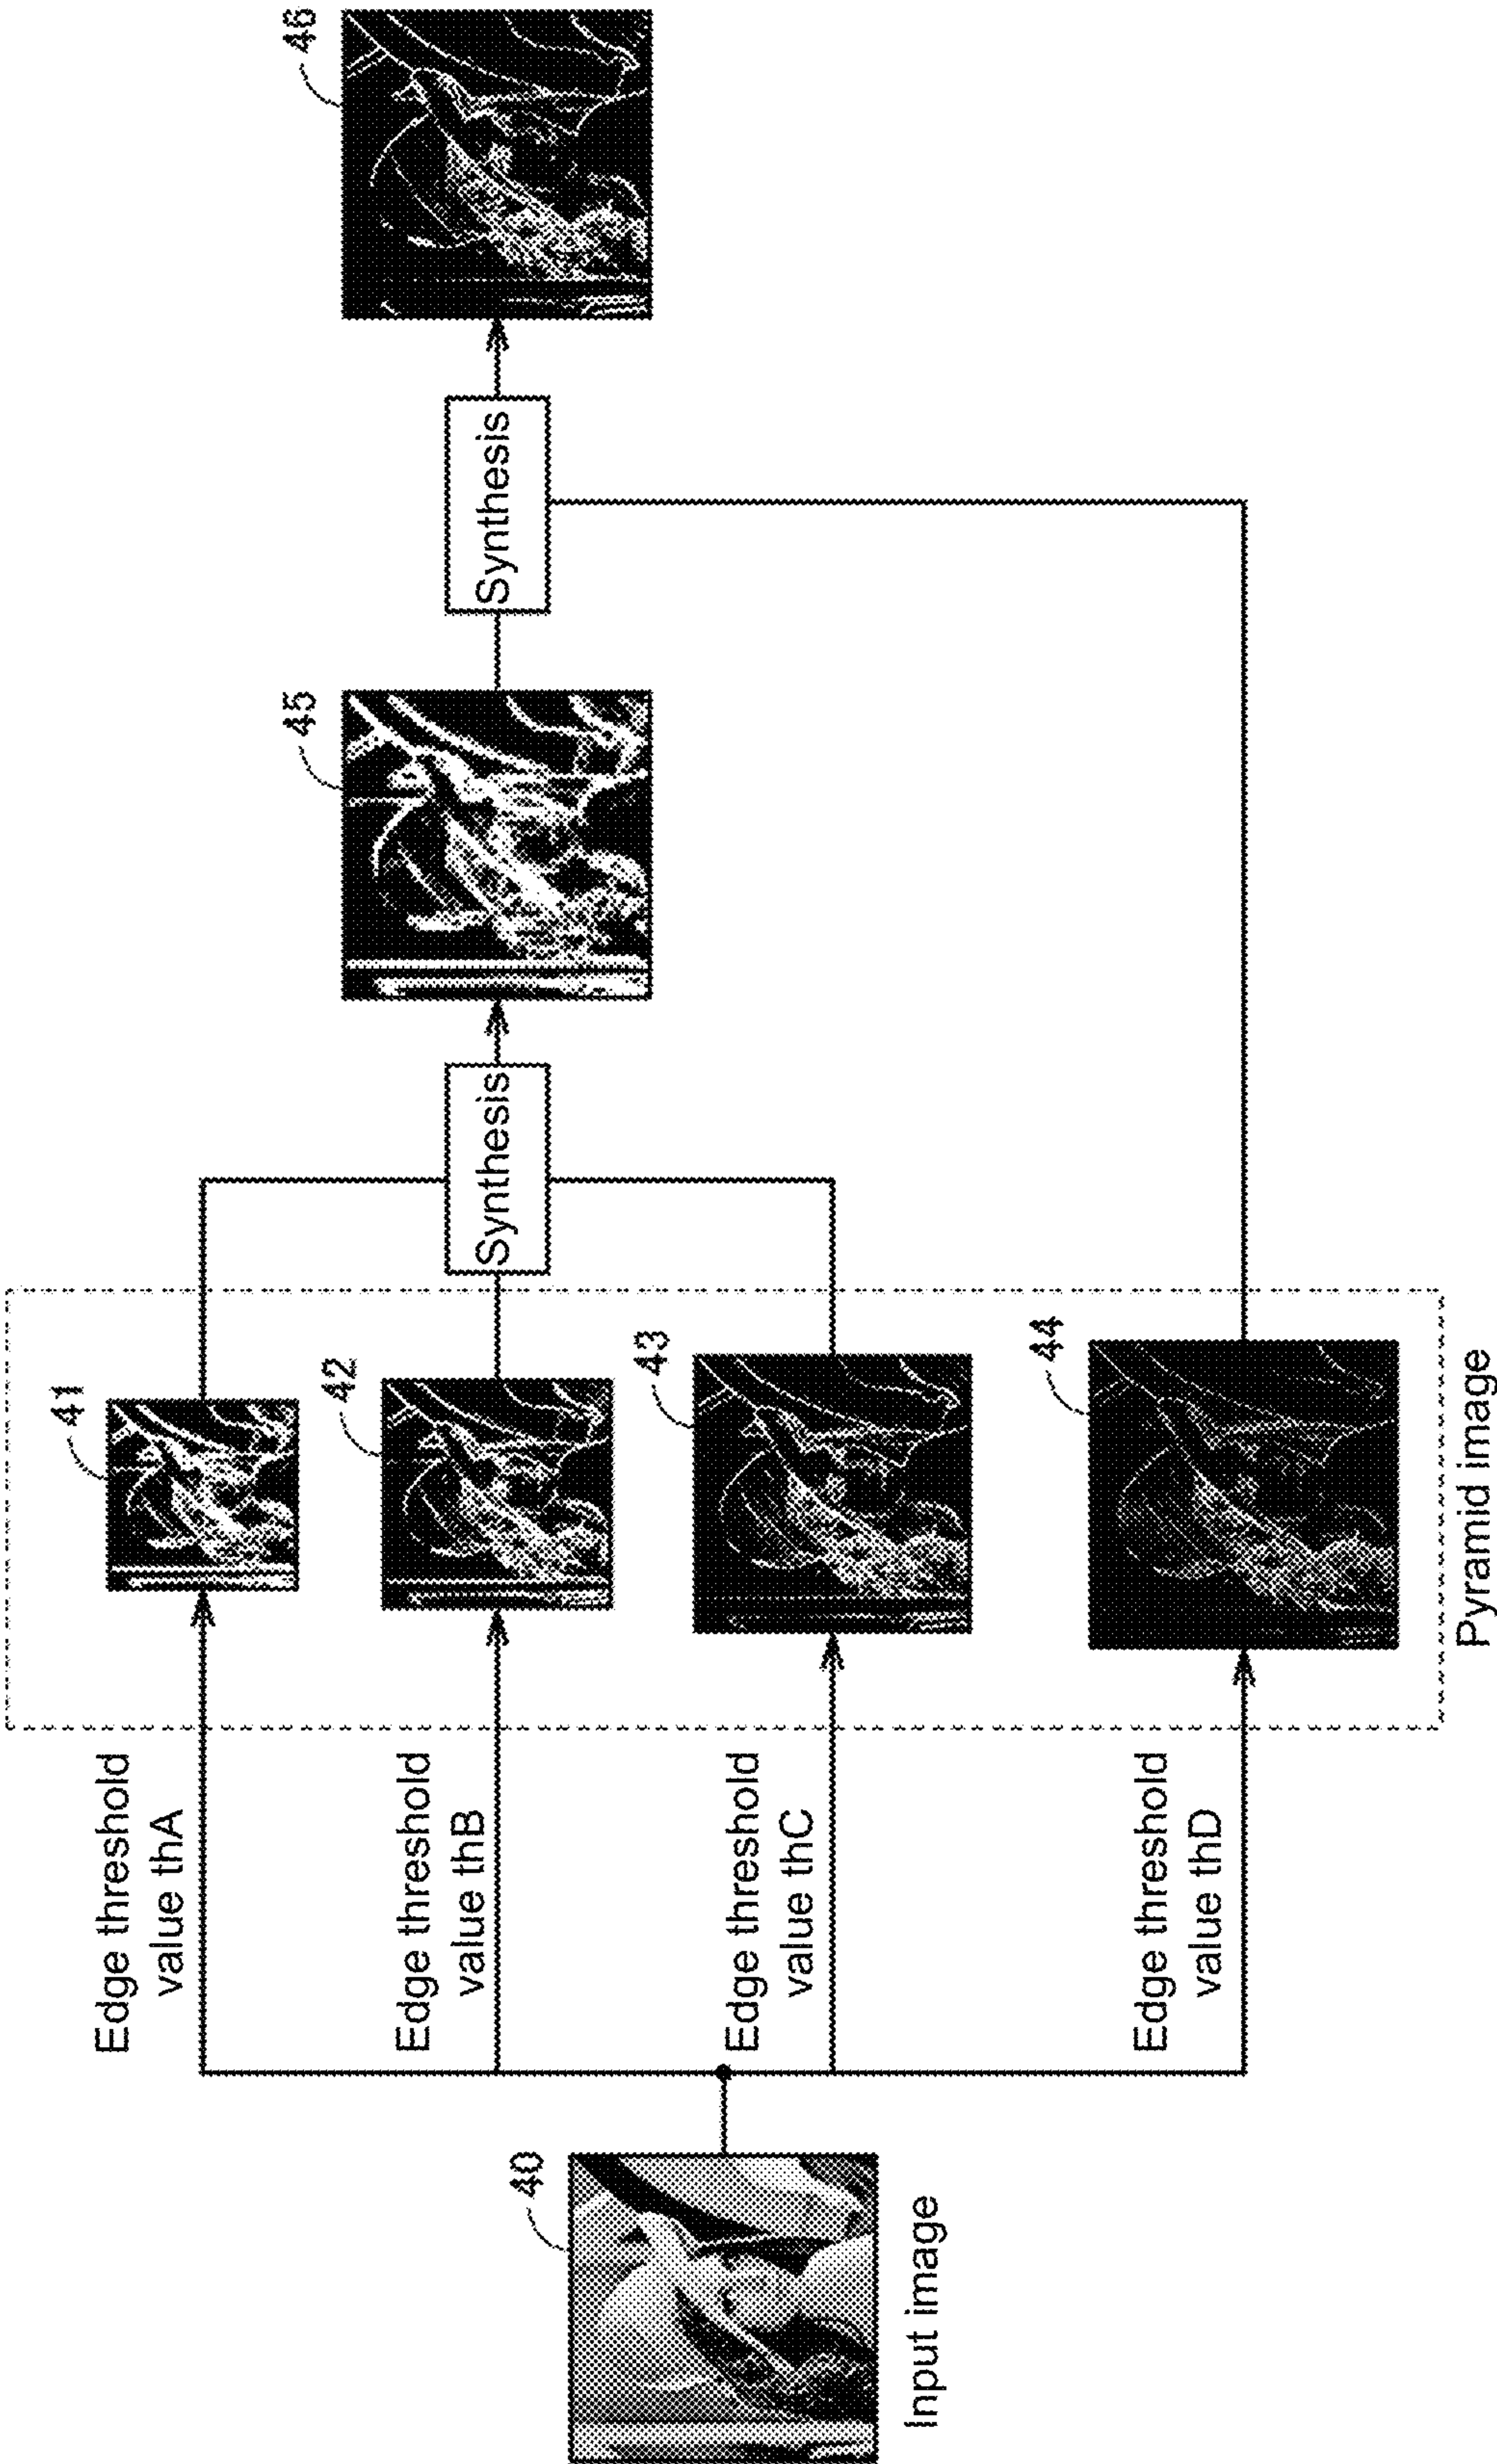 40
Input image
Edge threshold
value thA
Edge threshold
value thB
Edge threshold
value thC
Edge threshold
value thD
41
42
43
44
Pyramid image
Synthesis
45
Synthesis
46